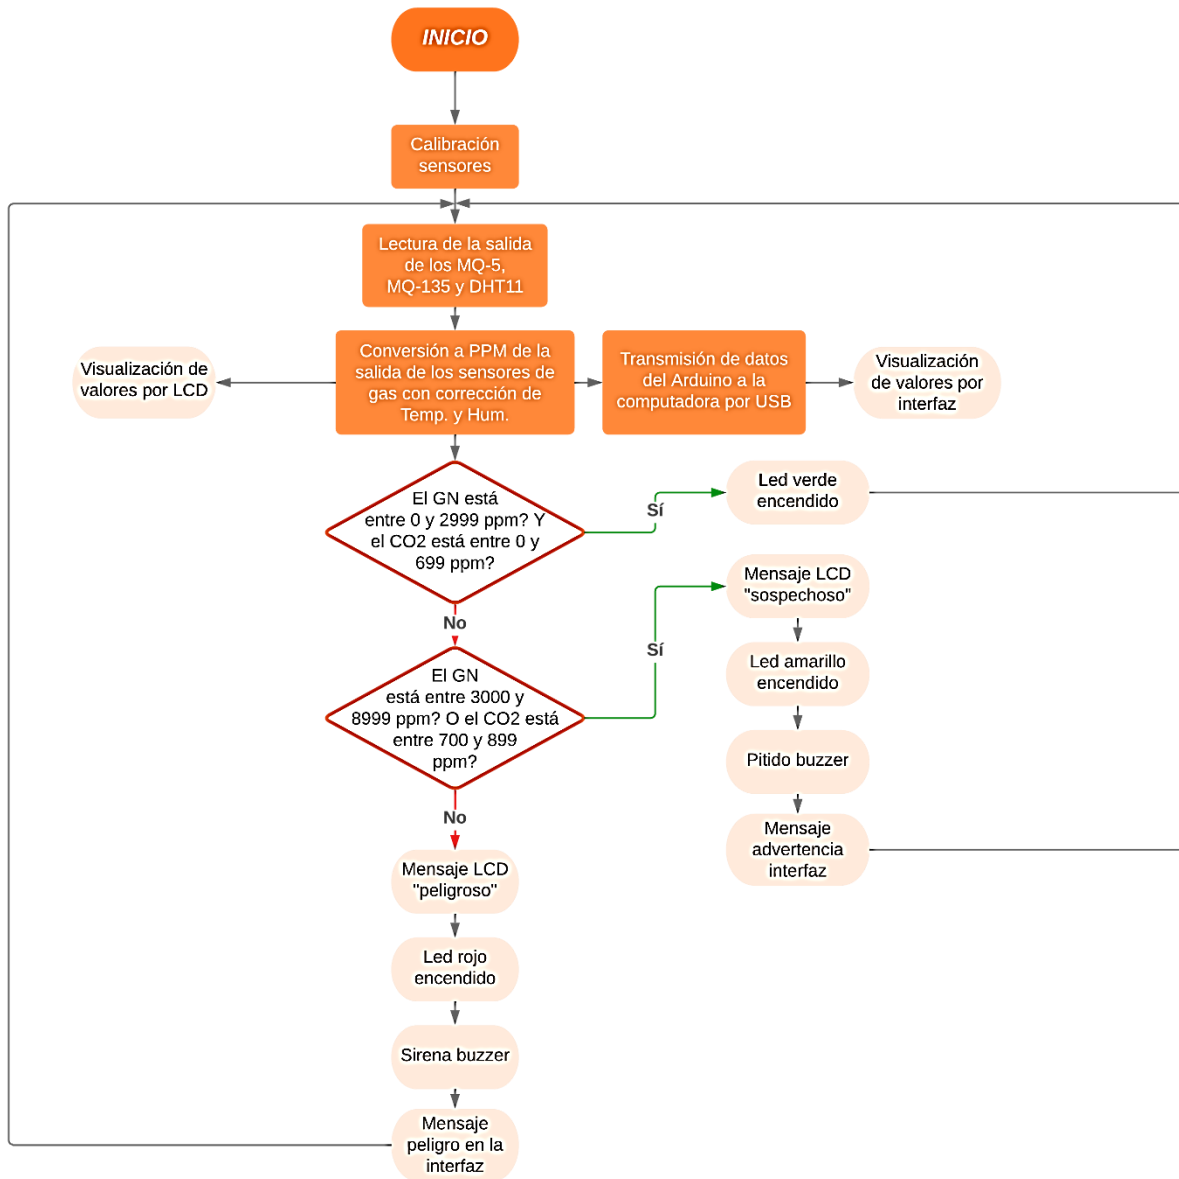 INICIO
Calibración
sensores
Lectura de la salida
de los MQ-5,
MQ-135 y DHT11
Visualización de
valores por LCD
Conversión a PPM de la
salida de los sensores de
gas con corrección de
Temp. y Hum.
Transmisión de datos
del Arduino a la
computadora por USB
Visualización
de valores por
interfaz
El GN está
entre 0 y 2999 ppm? Y
el CO2 está entre 0 y
699 ppm?
Sí
Led verde
encendido
No
El GN
está entre 3000 y
8999 ppm? O el CO2 está
entre 700 y 899
ppm?
Sí
Mensaje LCD
"sospechoso"
Led amarillo
encendido
Pitido buzzer
Mensaje
advertencia
interfaz
No
Mensaje LCD
"peligroso"
Led rojo
encendido
Sirena buzzer
Mensaje
peligro en la
interfaz